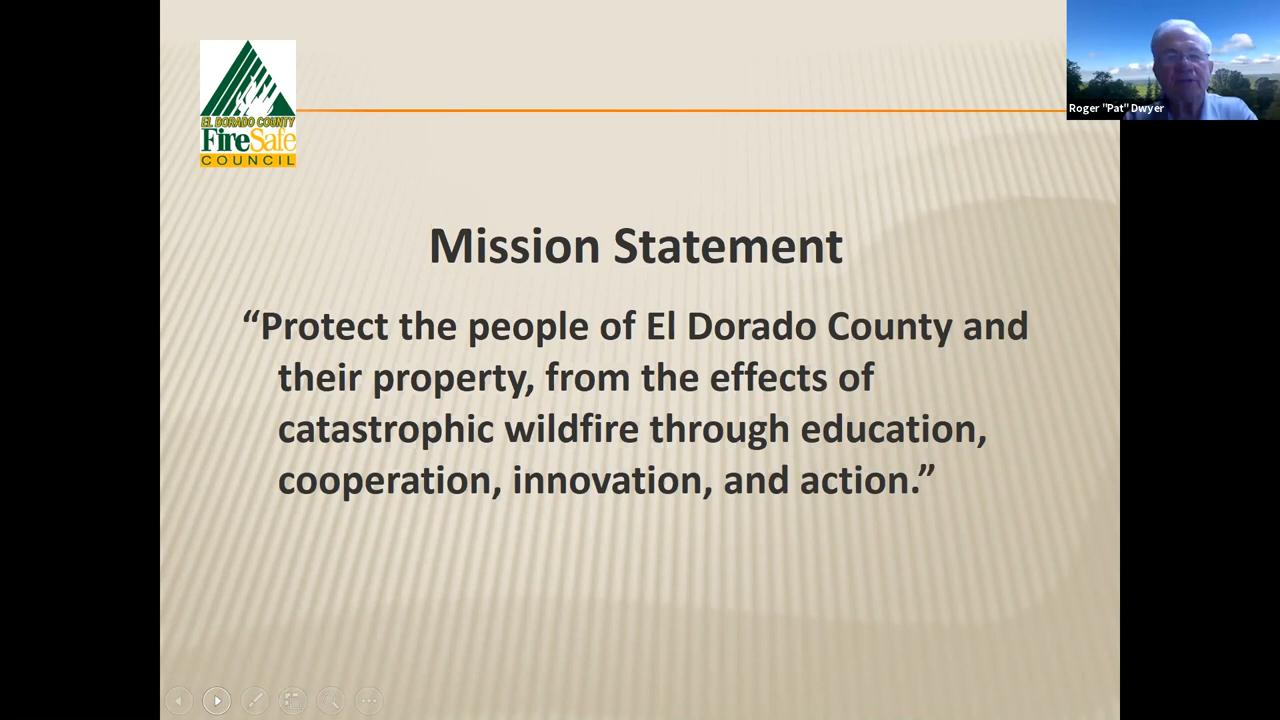 EL DORADO COUNTY
FireSafe
COUNCIL
Roger "Pat" Dwyer
Mission Statement
“Protect the people of El Dorado County and
their property, from the effects of
catastrophic wildfire through education,
cooperation, innovation, and action.”